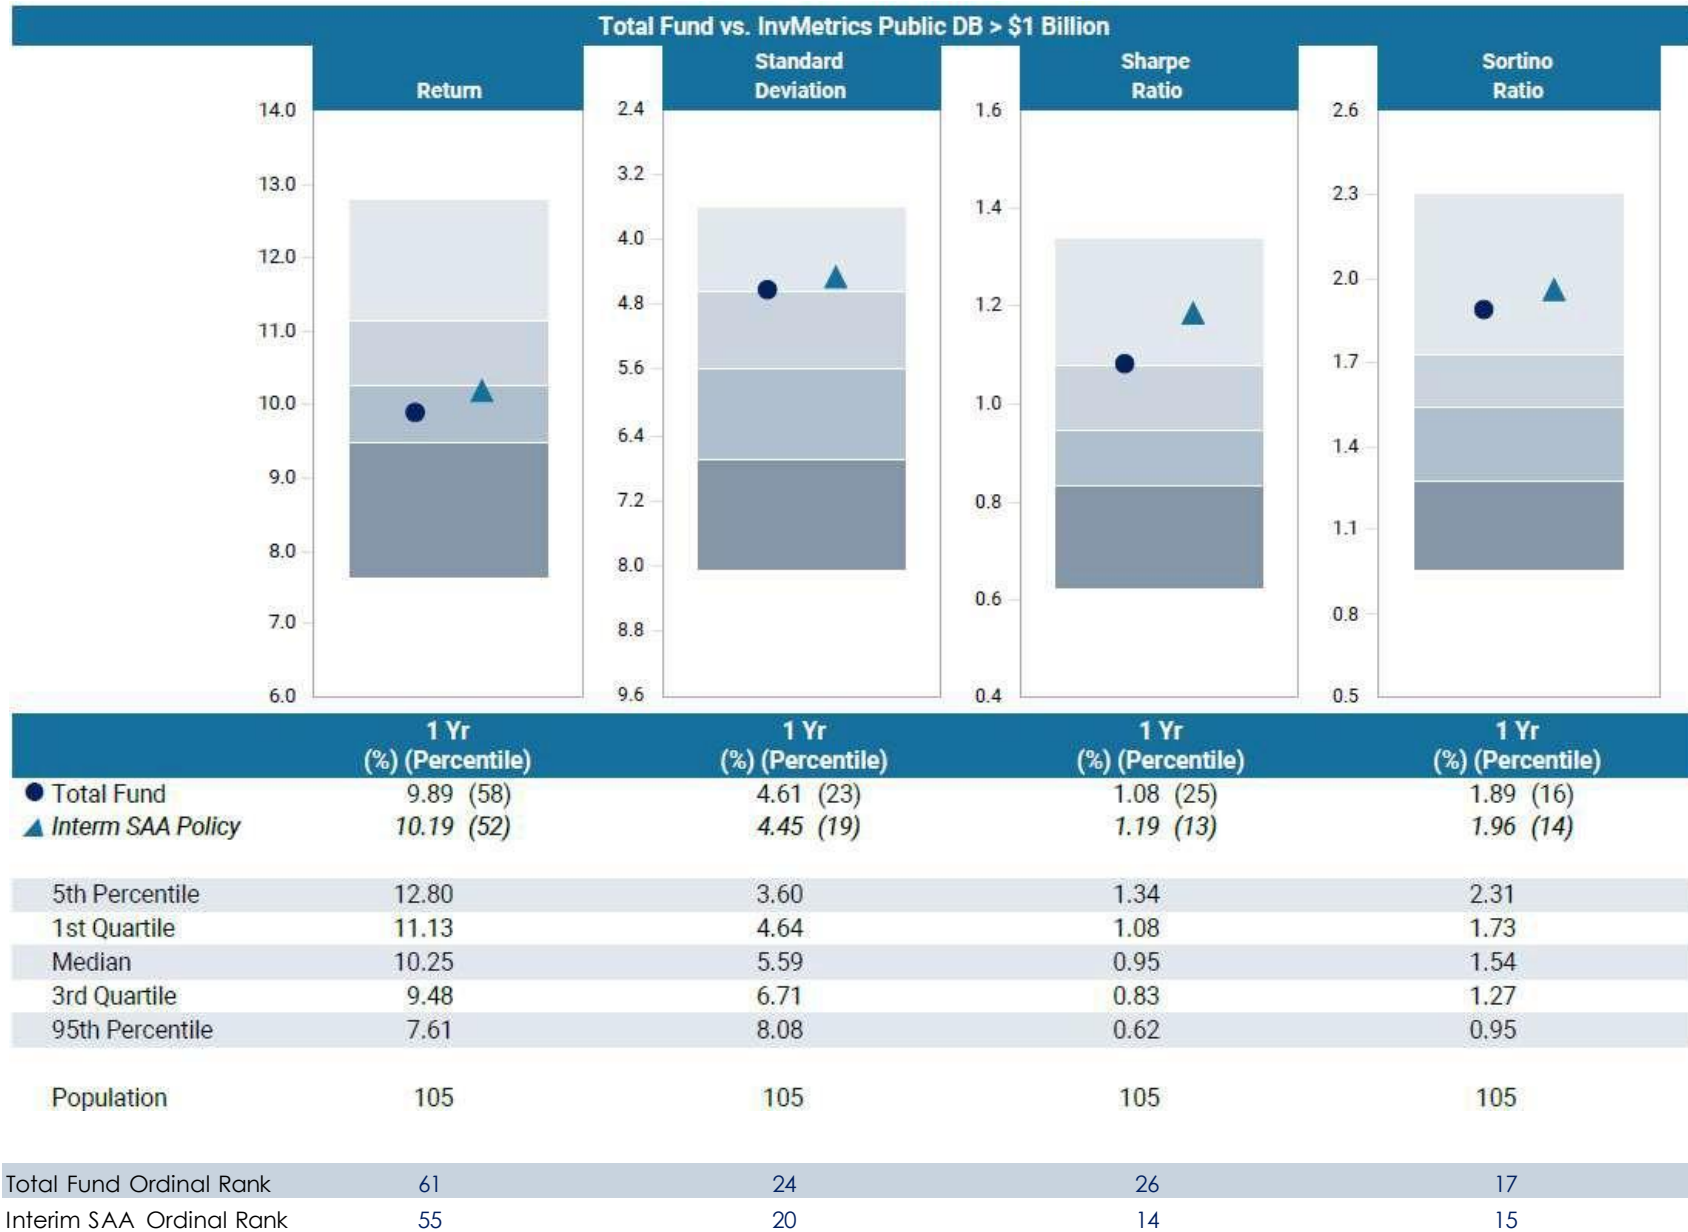 Total Fund vs. InvMetrics Public DB > $1 Billion
Return
Standard
Deviation
Sharpe
Ratio
Sortino
Ratio
14.0
13.0
12.0
11.0
10.0
9.0
8.0
7.0
6.0
2.4
3.2
4.0
4.8
5.6
6.4
7.2
8.0
8.8
9.6
1.6
1.4
1.2
1.0
0.8
0.6
0.4
2.6
2.3
2.0
1.7
1.4
1.1
0.8
0.5
1 Yr 1 Yr 1 Yr 1 Yr
(%) (Percentile) (%) (Percentile) (%) (Percentile) (%) (Percentile)
Total Fund 9.89 (58) 4.61 (23) 1.08 (25) 1.89 (16)
Interm SAA Policy 10.19 (52) 4.45 (19) 1.19 (13) 1.96 (14)
5th Percentile 12.80 3.60 1.34 2.31
1st Quartile 11.13 4.64 1.08 1.73
Median 10.25 5.59 0.95 1.54
3rd Quartile 9.48 6.71 0.83 1.27
95th Percentile 7.61 8.08 0.62 0.95
Population 105 105 105 105
Total Fund Ordinal Rank 61 24 26 17
Interim SAA Ordinal Rank 55 20 14 15